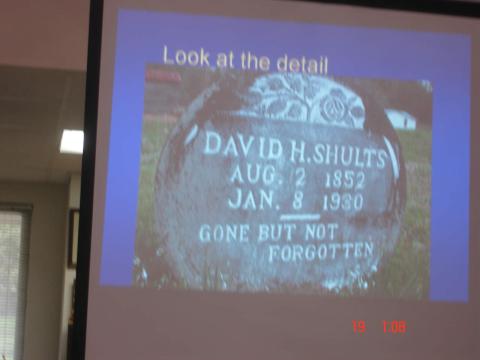 Look at the detail
DAVID H. SHULTS
AUG. 2 1852
JAN. 8 1930
GONE BUT NOT
FORGOTTEN
19 1:08